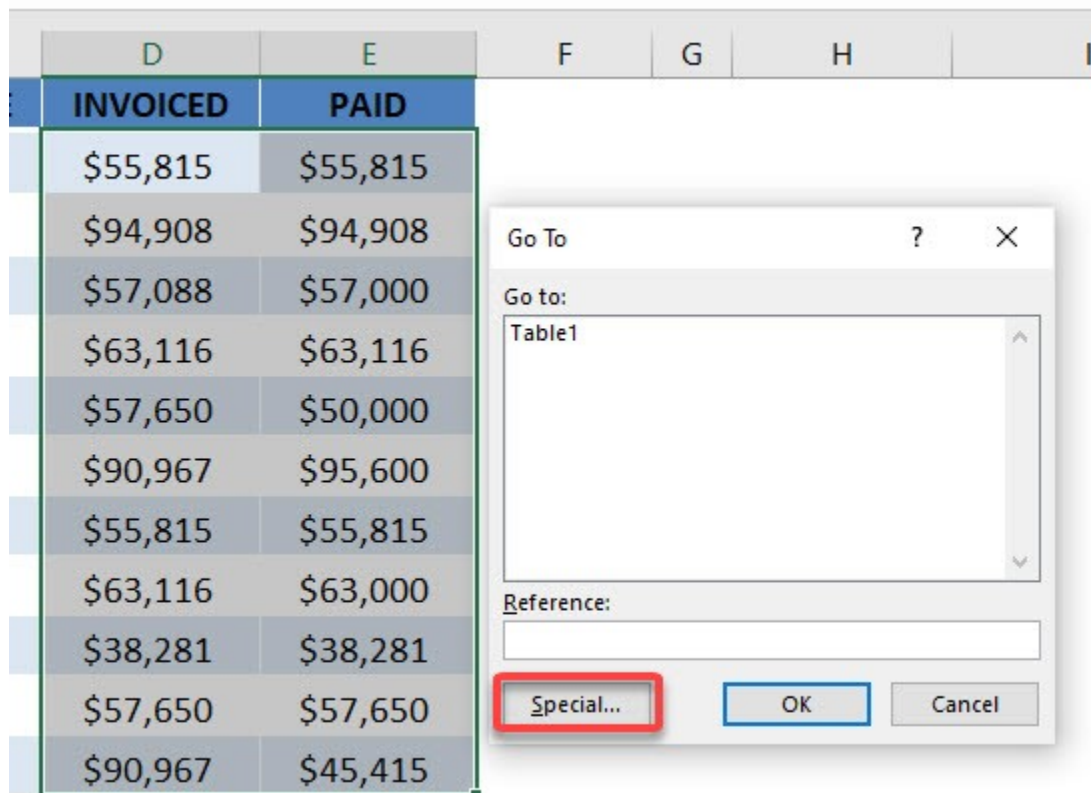 D E F G H
INVOICED PAID
$55,815 $55,815
$94,908 $94,908
$57,088 $57,000
$63,116 $63,116
$57,650 $50,000
$90,967 $95,600
$55,815 $55,815
$63,116 $63,000
$38,281 $38,281
$57,650 $57,650
$90,967 $45,415
Go To ?
Go to:
Table1
Reference:
Special... OK Cancel